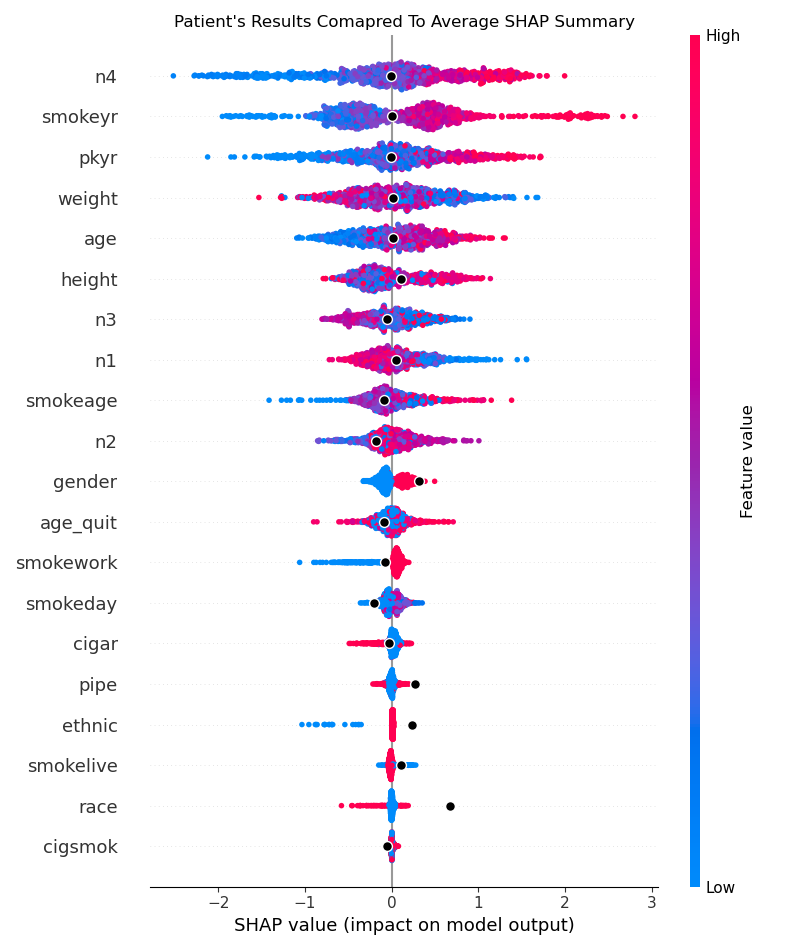 Patient's Results Comapred To Average SHAP Summary
High
n4
smokeyr
pkyr
weight
age
height
n3
n1
smokeage
n2
gender
age_quit
smokework
smokeday
cigar
pipe
ethnic
smokelive
race
cigsmok
Feature value
Low
−2
−1
0
1
2
3
SHAP value (impact on model output)